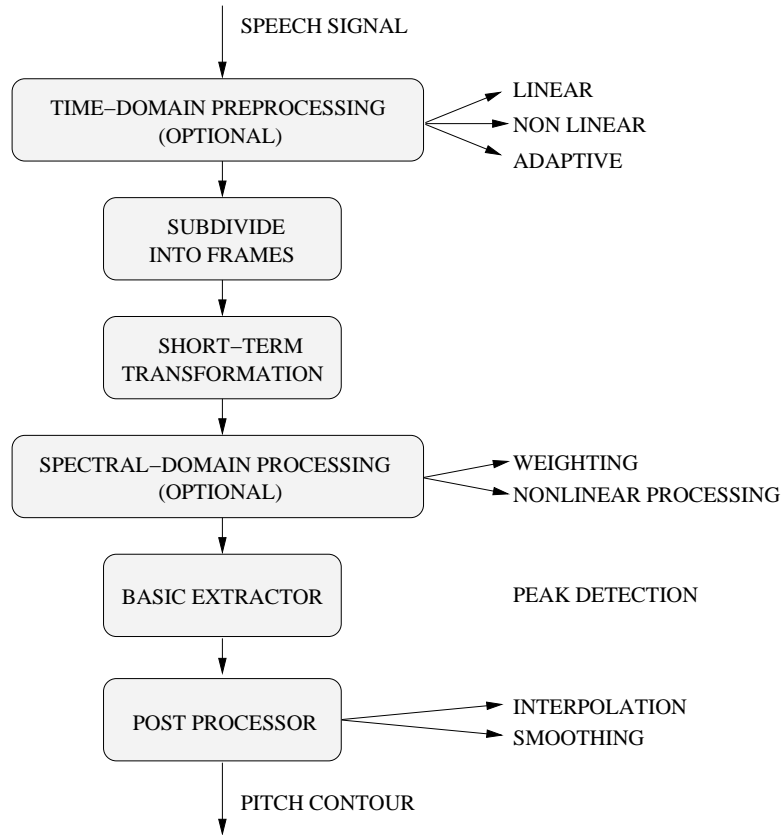 SPEECH SIGNAL
TIME−DOMAIN PREPROCESSING
(OPTIONAL)
LINEAR
NON LINEAR
ADAPTIVE
SUBDIVIDE
INTO FRAMES
SHORT−TERM
TRANSFORMATION
SPECTRAL−DOMAIN PROCESSING
(OPTIONAL)
WEIGHTING
NONLINEAR PROCESSING
BASIC EXTRACTOR
PEAK DETECTION
POST PROCESSOR
INTERPOLATION
SMOOTHING
PITCH CONTOUR